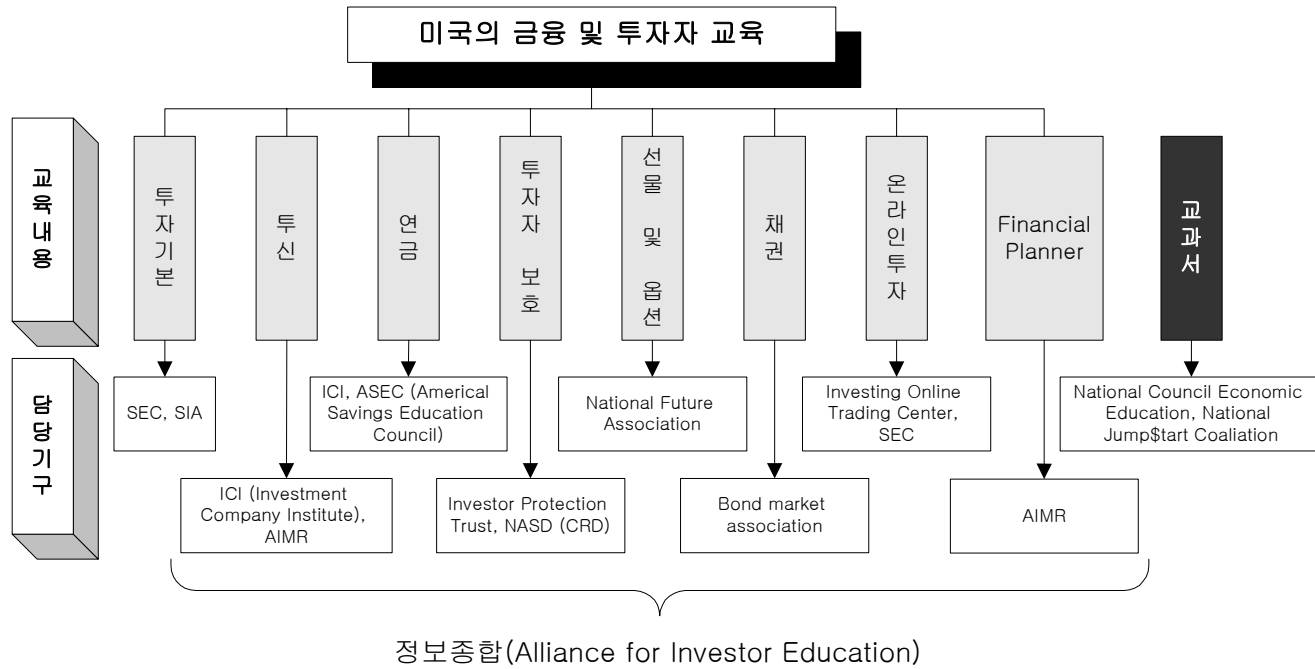 미국의 금융 및 투자자 교육
교육내용
투자기본
투신
연금
투자자 보호
선물 및 옵션
채권
온라인투자
Financial
Planner
교과서
담당기구
SEC, SIA
ICI, ASEC (Americal
Savings Education
Council)
National Future
Association
Investing Online
Trading Center,
SEC
National Council Economic
Education, National
Jump$tart Coaliation
ICI (Investment
Company Institute),
AIMR
Investor Protection
Trust, NASD (CRD)
Bond market
association
AIMR
정보종합(Alliance for Investor Education)